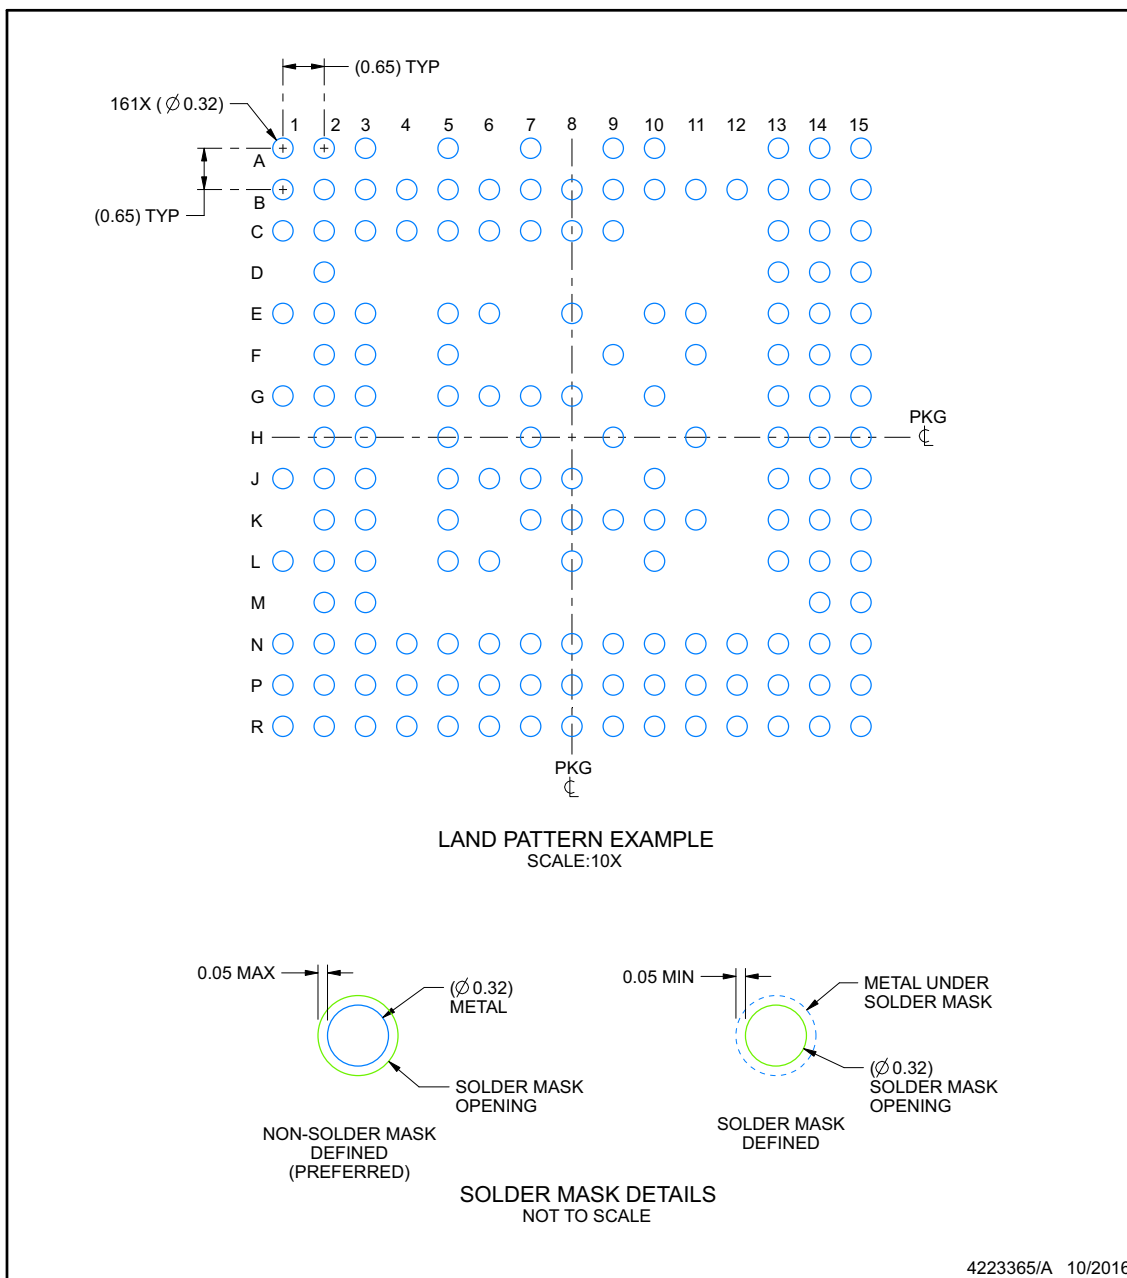 (0.65) TYP
161X (∅ 0.32)
1 2 3 4 5 6 7 8 9 10 11 12 13 14 15
A
B
(0.65) TYP
C
D
E
F
G
PKG
H
℄
J
K
L
M
N
P
R
PKG
℄
LAND PATTERN EXAMPLE
SCALE:10X
0.05 MAX
(∅ 0.32)
METAL
SOLDER MASK
OPENING
NON-SOLDER MASK
DEFINED
(PREFERRED)
0.05 MIN
METAL UNDER
SOLDER MASK
(∅ 0.32)
SOLDER MASK
OPENING
SOLDER MASK
DEFINED
SOLDER MASK DETAILS
NOT TO SCALE
4223365/A 10/2016